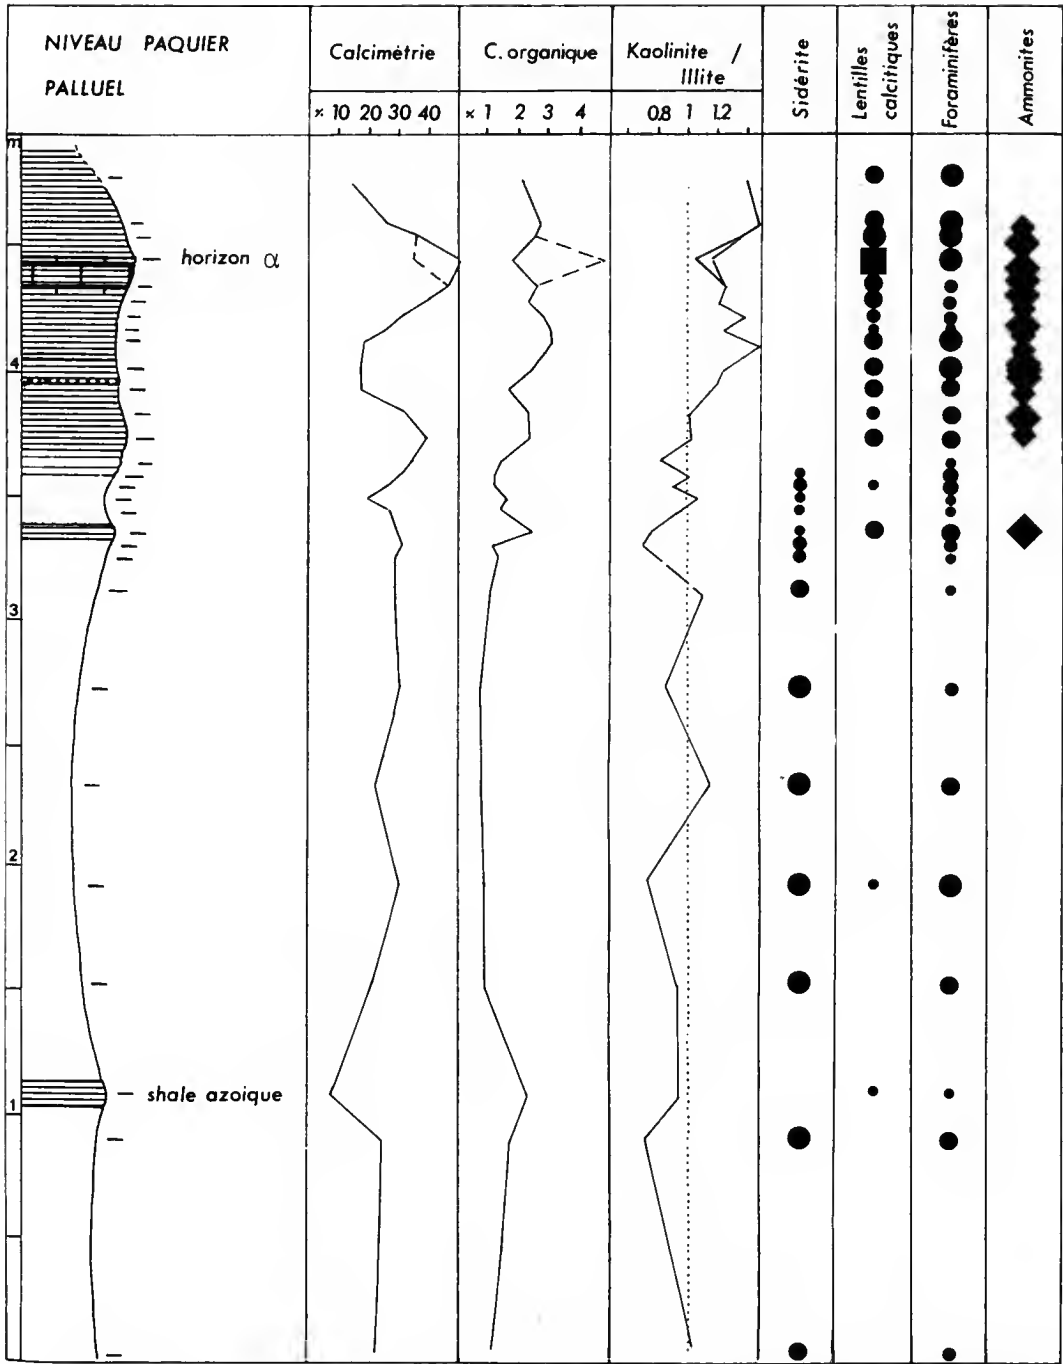 NIVEAU PAQUIER
PALLUEL
Calcimétrie
C. organique
Kaolinite /
Illite
Sidérite
Lentilles
calcitiques
Foraminifères
Ammonites
% 10 20 30 40
% 1 2 3 4
0.8 1 1.2
m
horizon α
4
3
2
shale azoique
1